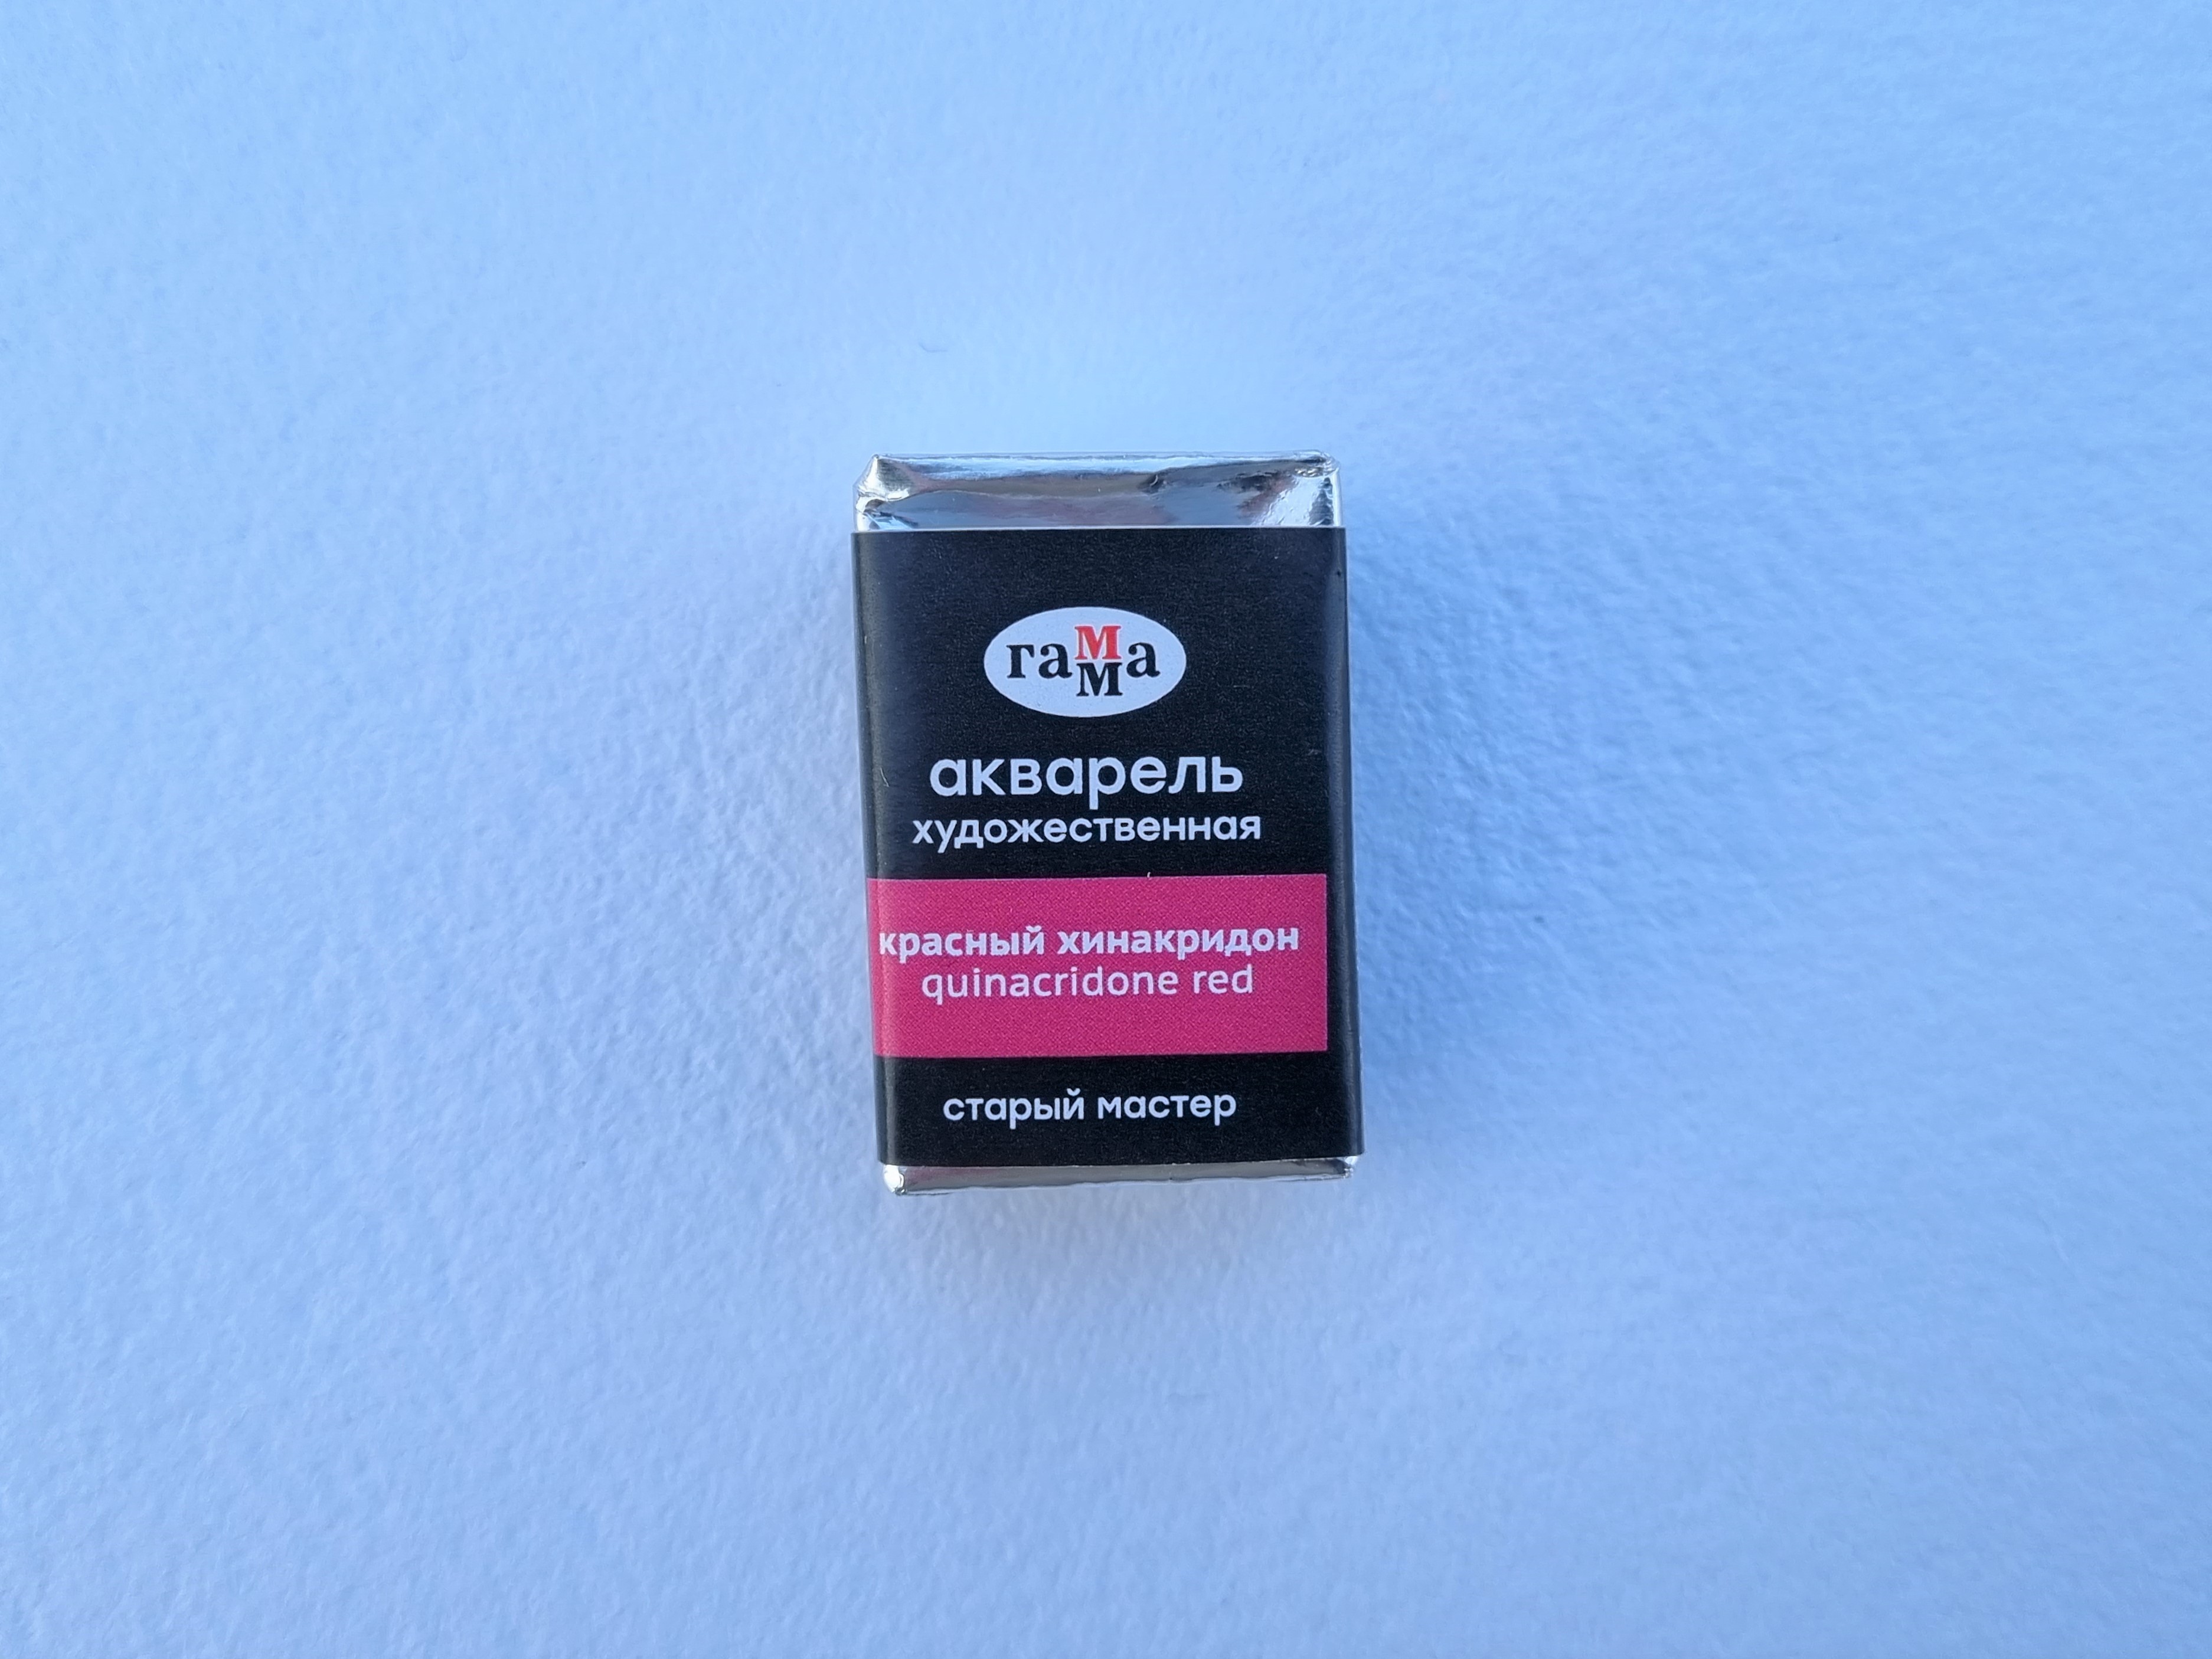 гамма
акварель
художественная
красный хинакридон
quinacridone red
старый мастер